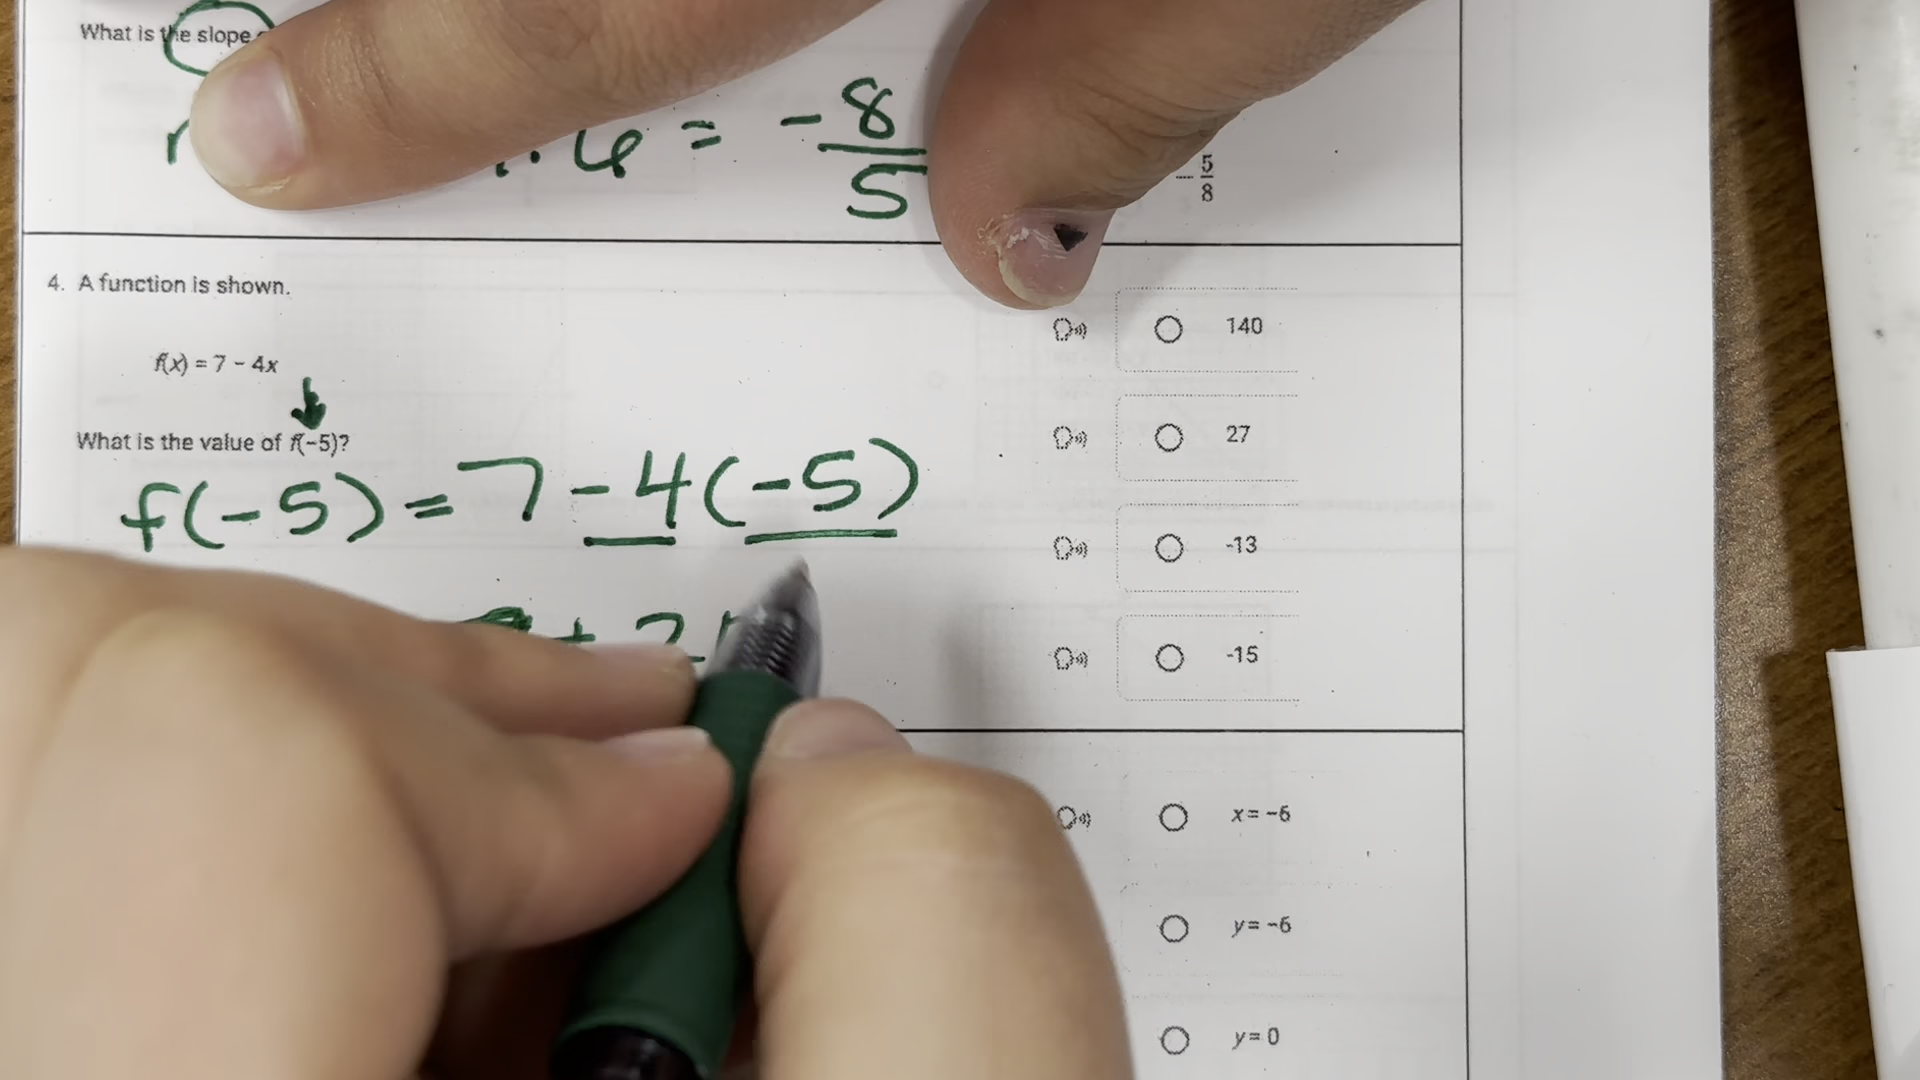 What is the slope
= -8/5
-5/8
4. A function is shown.
140
f(x) = 7 - 4x
27
What is the value of f(-5)?
f(-5) = 7 - 4(-5)
-13
+ 2
-15
x = -6
y = -6
y = 0